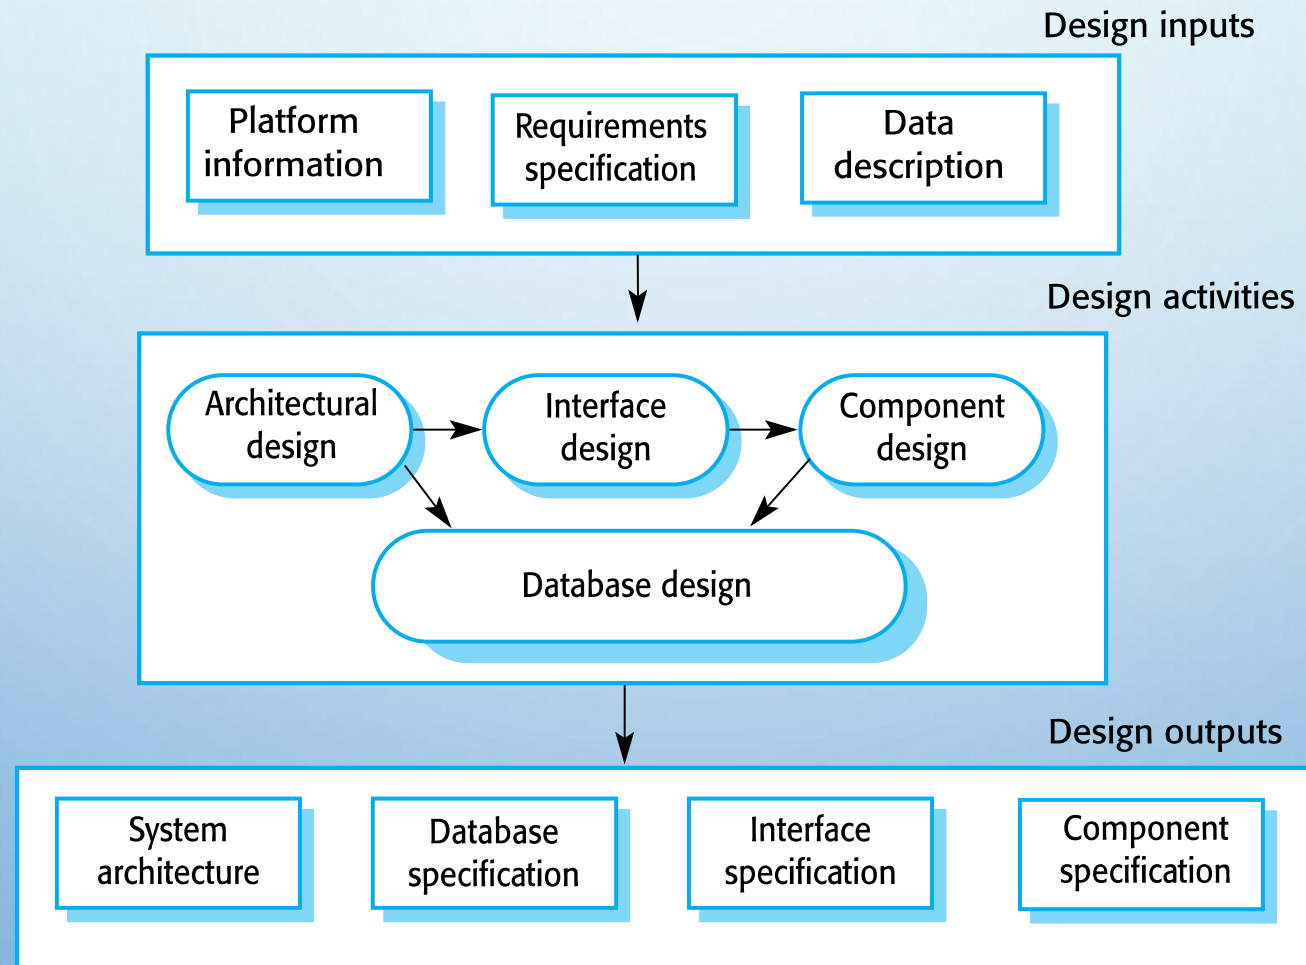 Design inputs
Platform
information
Requirements
specification
Data
description
Design activities
Architectural
design
Interface
design
Component
design
Database design
Design outputs
System
architecture
Database
specification
Interface
specification
Component
specification